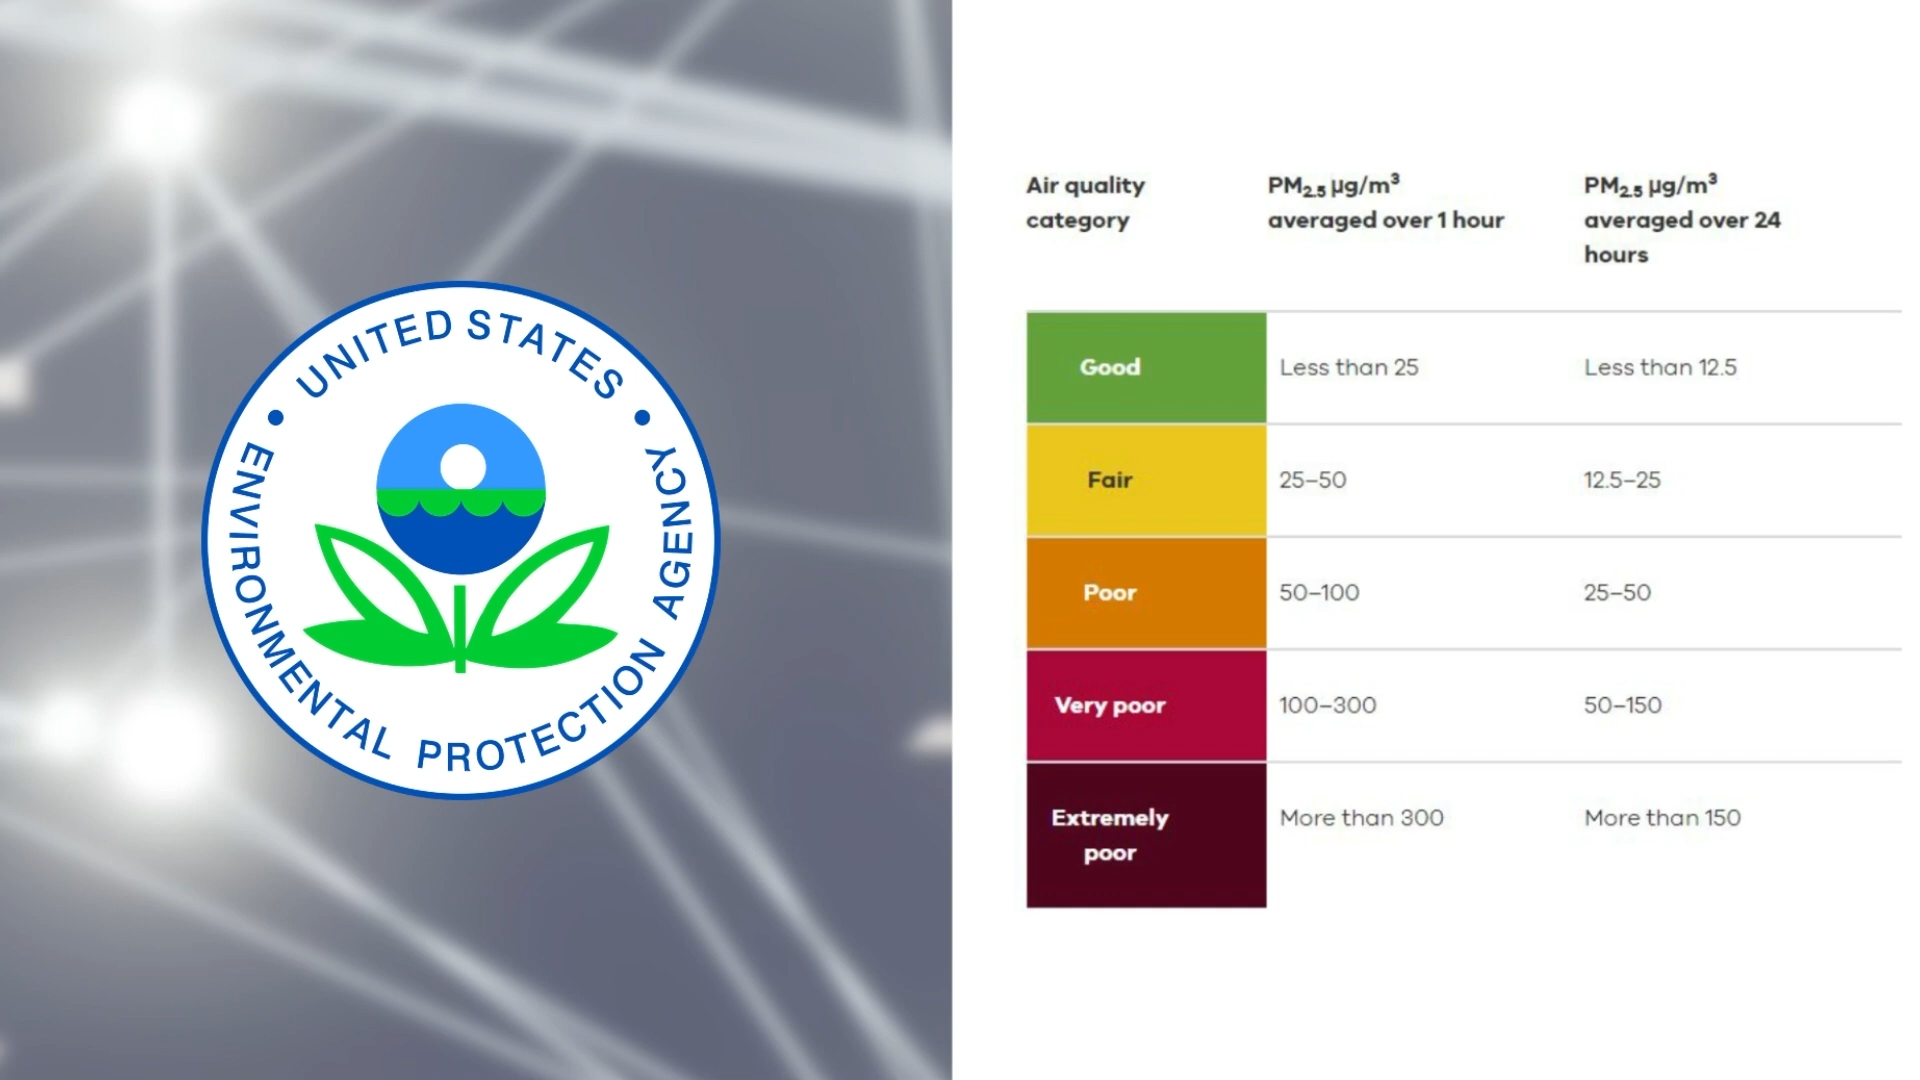 UNITED STATES
ENVIRONMENTAL PROTECTION AGENCY
Air quality category
PM2.5 µg/m³ averaged over 1 hour
PM2.5 µg/m³ averaged over 24 hours
Good
Less than 25
Less than 12.5
Fair
25–50
12.5–25
Poor
50–100
25–50
Very poor
100–300
50–150
Extremely poor
More than 300
More than 150